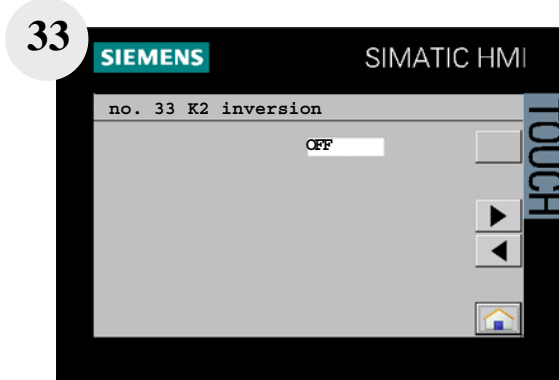 33
SIEMENS
SIMATIC HMI
no. 33 K2 inversion
OFF
TOUCH